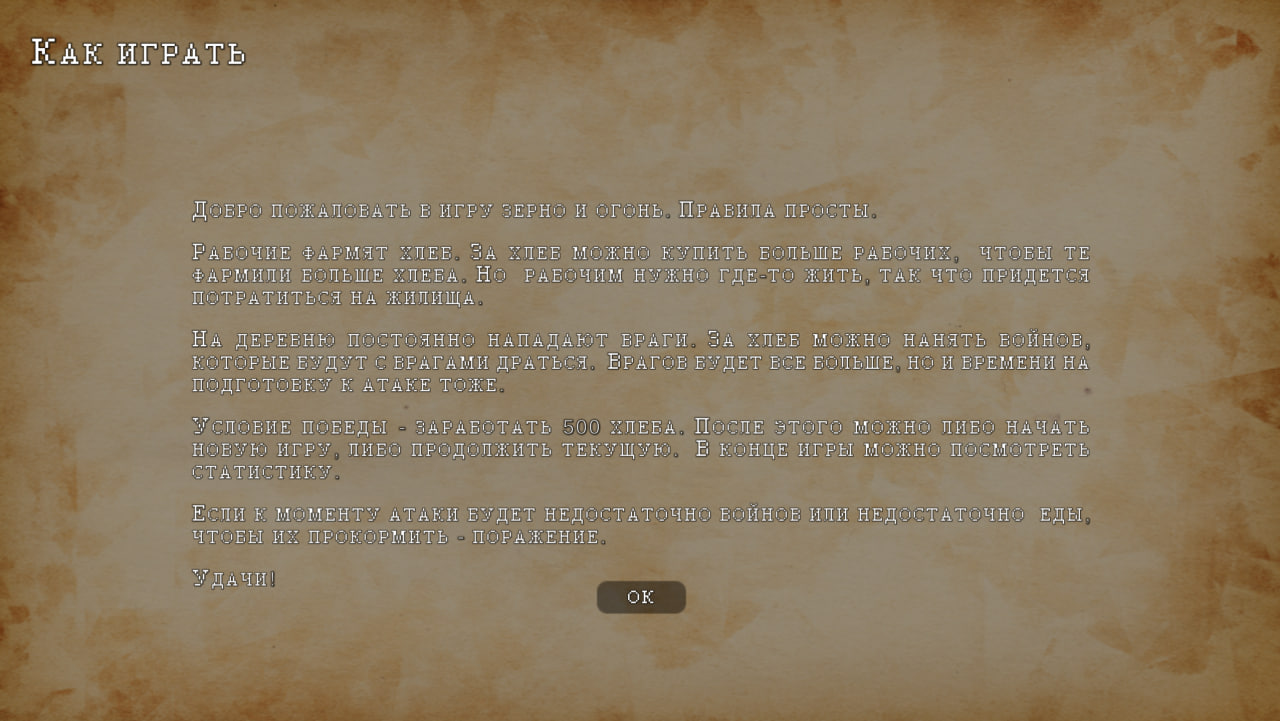 Как играть
Добро пожаловать в игру зерно и огонь. Правила просты.
Рабочие фармят хлеб. За хлеб можно купить больше рабочих, чтобы те
фармили больше хлеба. Но рабочим нужно где-то жить, так что придется
потратиться на жилища.
На деревню постоянно нападают враги. За хлеб можно нанять войнов,
которые будут с врагами драться. Врагов будет все больше, но и времени на
подготовку к атаке тоже.
Условие победы - заработать 500 хлеба. После этого можно либо начать
новую игру, либо продолжить текущую. В конце игры можно посмотреть
статистику.
Если к моменту атаки будет недостаточно войнов или недостаточно еды,
чтобы их прокормить - поражение.
Удачи!
ОК